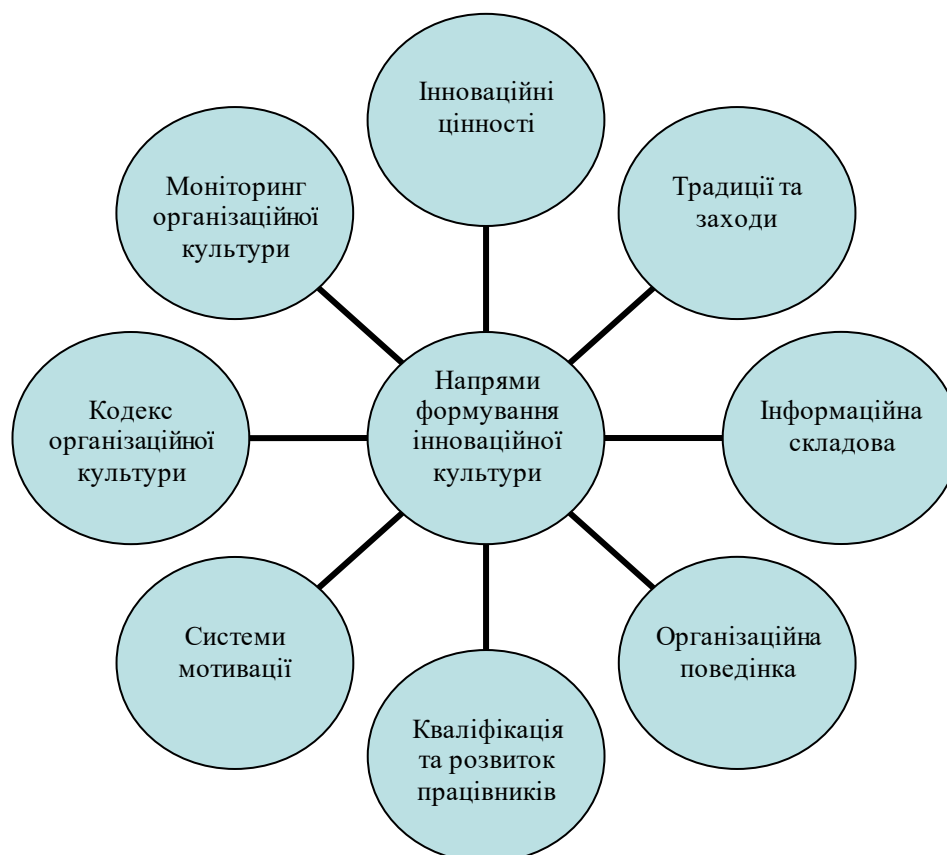 Інноваційні
цінності
Традиції та
заходи
Інформаційна
складова
Організаційна
поведінка
Кваліфікація
та розвиток
працівників
Системи
мотивації
Кодекс
організаційної
культури
Моніторинг
організаційної
культури
Напрями
формування
інноваційної
культури